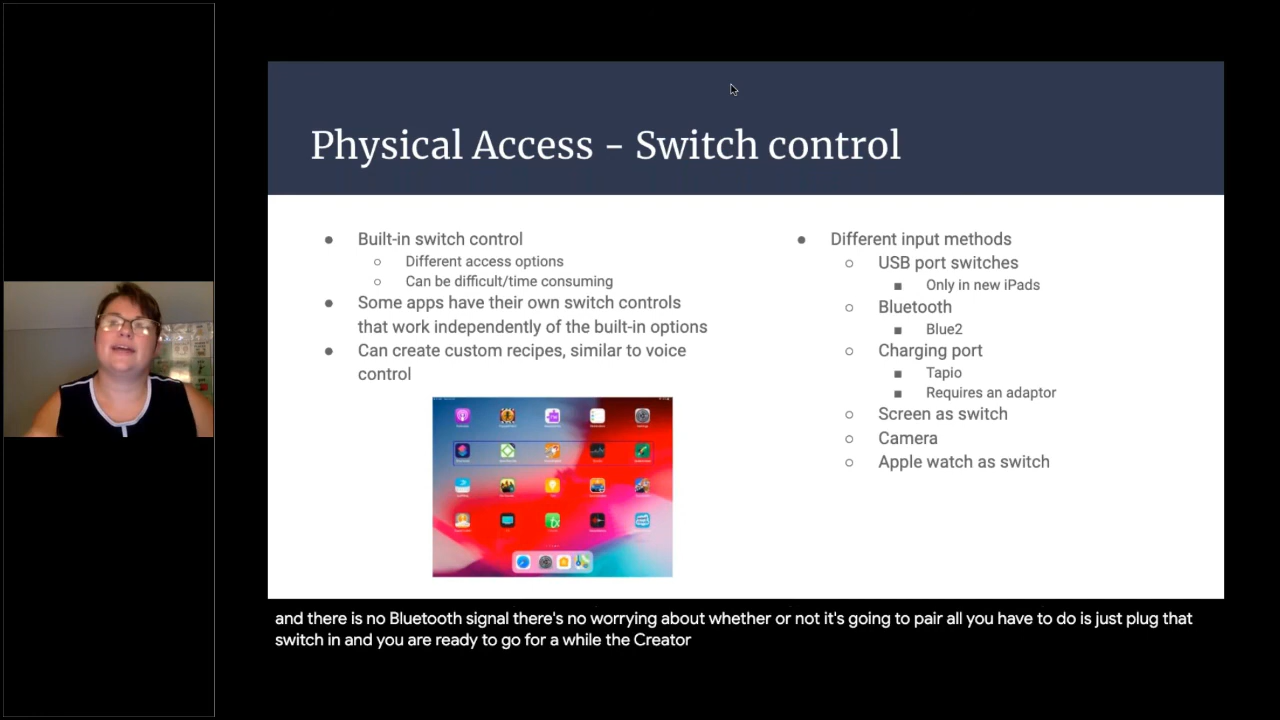 Physical Access - Switch control
Built-in switch control
Different access options
Can be difficult/time consuming
Some apps have their own switch controls
that work independently of the built-in options
Can create custom recipes, similar to voice
control
Different input methods
USB port switches
Only in new iPads
Bluetooth
Blue2
Charging port
Tapio
Requires an adaptor
Screen as switch
Camera
Apple watch as switch
and there is no Bluetooth signal there's no worrying about whether or not it's going to pair all you have to do is just plug that
switch in and you are ready to go for a while the Creator